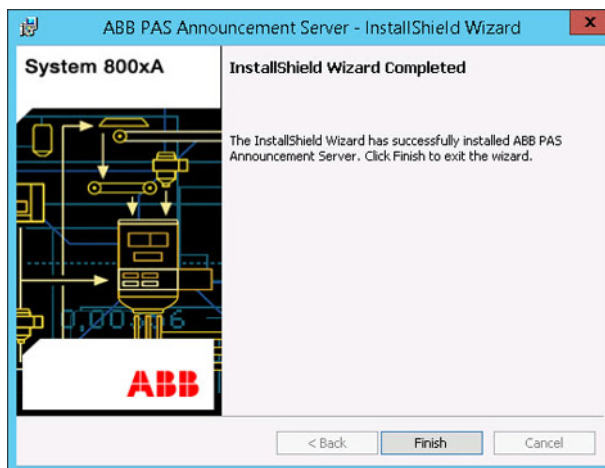 ABB PAS Announcement Server - InstallShield Wizard
x
System 800xA
InstallShield Wizard Completed
The InstallShield Wizard has successfully installed ABB PAS
Announcement Server. Click Finish to exit the wizard.
ABB
< Back
Finish
Cancel